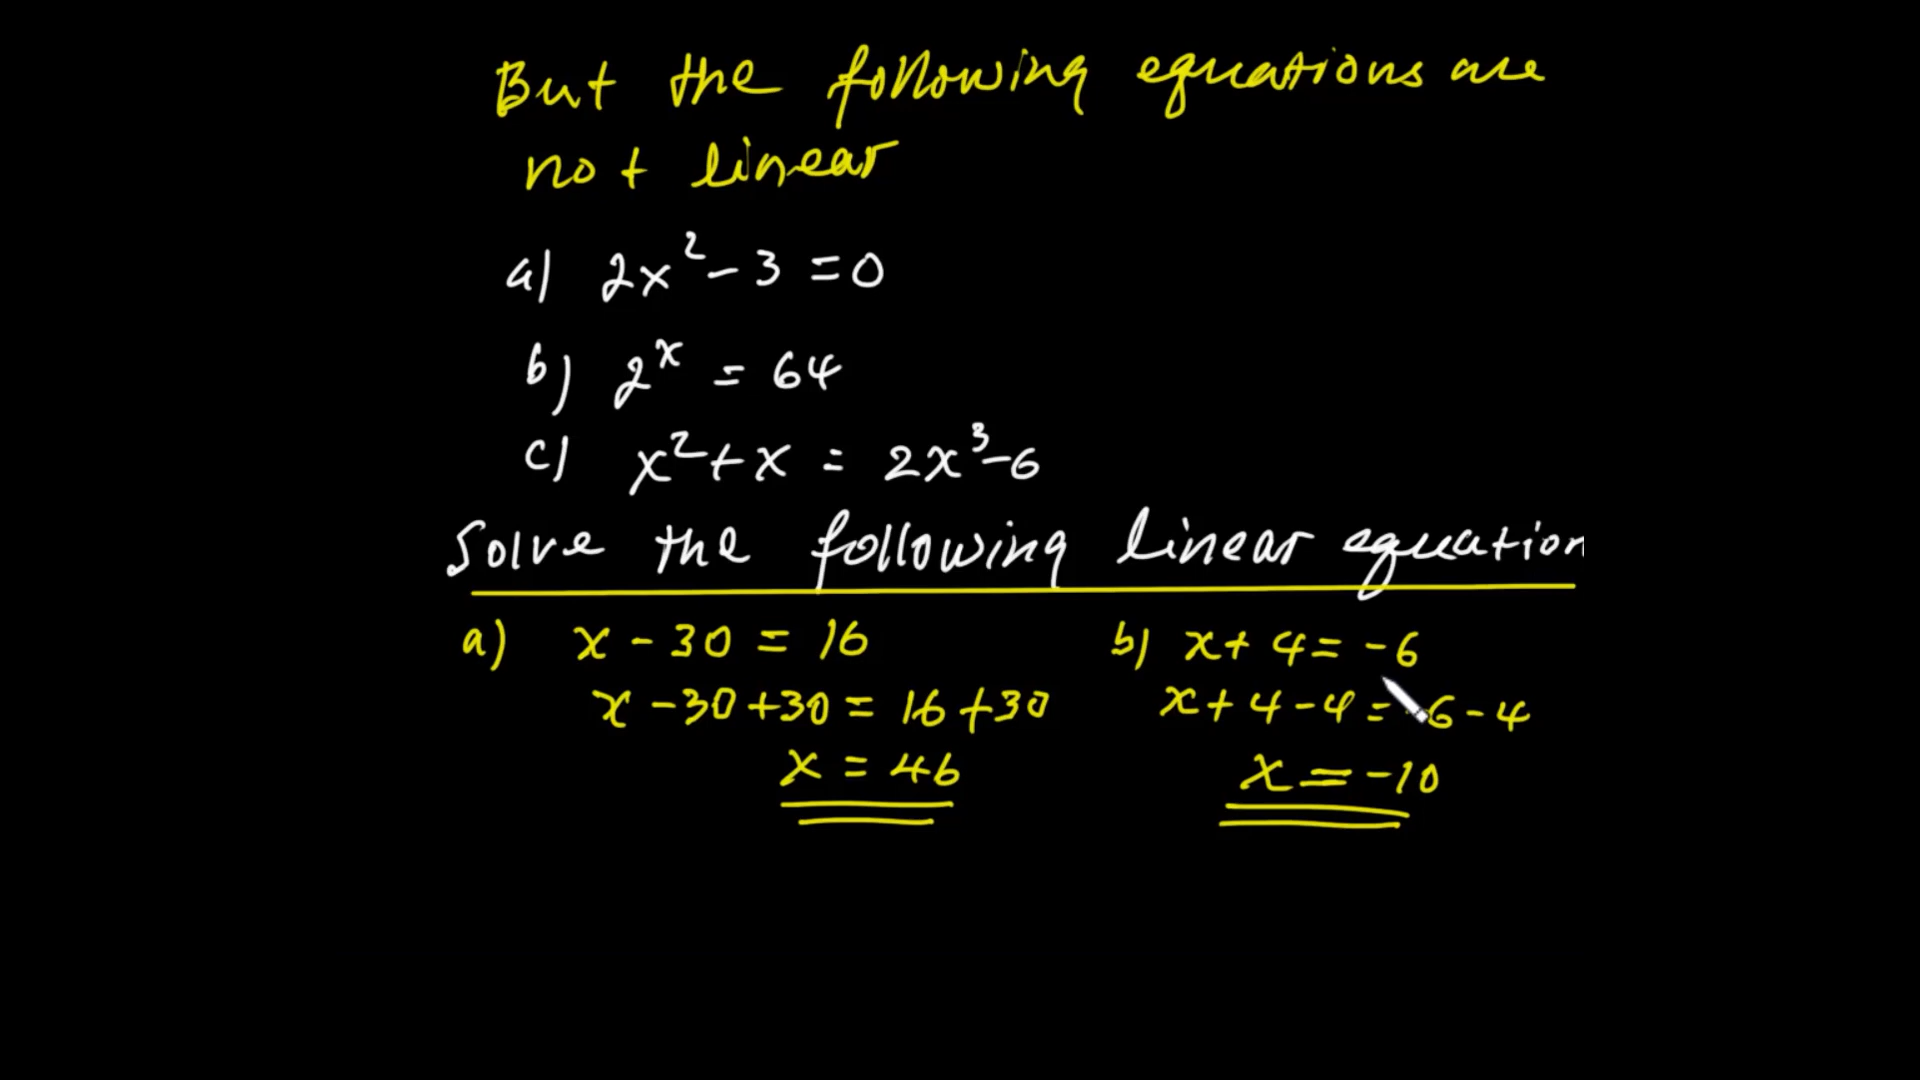 But the following equations are
not linear
a) 2x² - 3 = 0
b) 2ˣ = 64
c) x² + x = 2x³ - 6
Solve the following linear equation
a) x - 30 = 16
x - 30 + 30 = 16 + 30
x = 46
b) x + 4 = -6
x + 4 - 4 = -6 - 4
x = -10